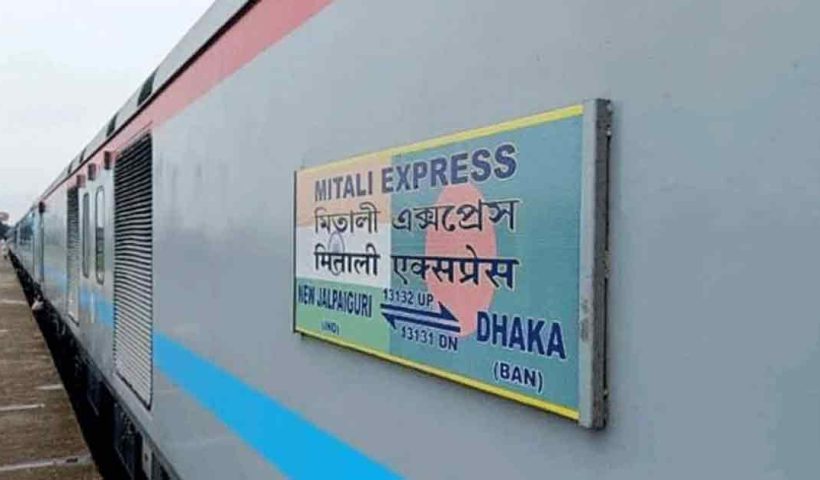 MITALI EXPRESS
মিতালী এক্সপ্রেস
मिताली एक्सप्रेस
NEW JALPAIGURI 13132 UP DHAKA
(IND) 13131 DN (BAN)